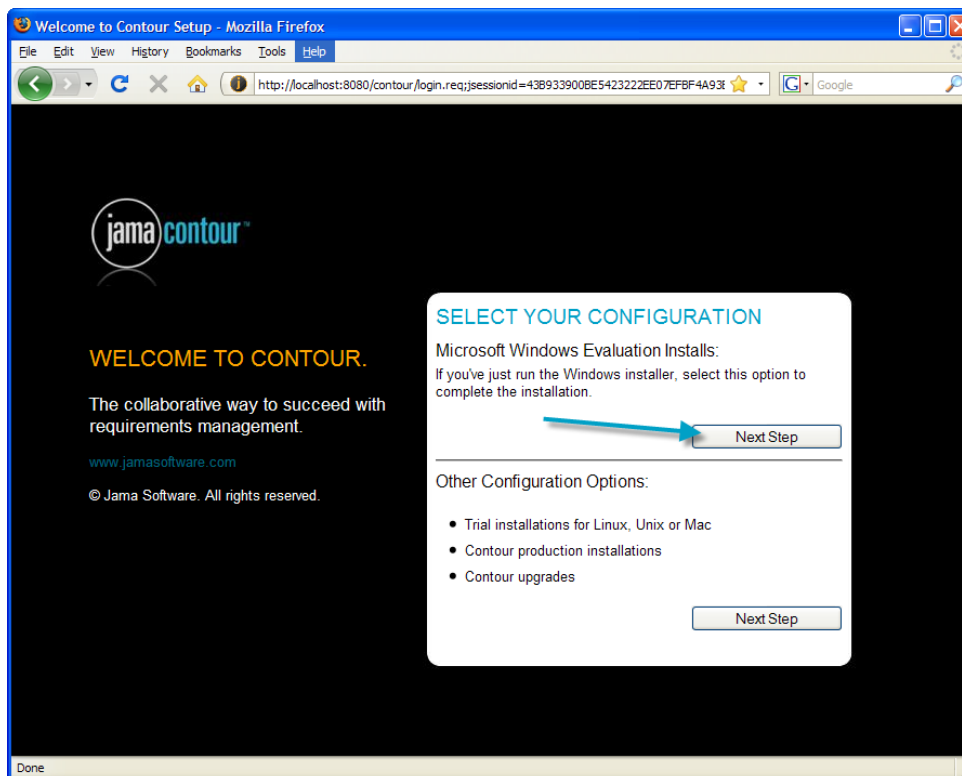 Welcome to Contour Setup - Mozilla Firefox
File Edit View History Bookmarks Tools Help
http://localhost:8080/contour/login.req;jsessionid=43B933900BE5423222EE07EFBF4A93E
G Google
jama contour™
WELCOME TO CONTOUR.
The collaborative way to succeed with
requirements management.
www.jamasoftware.com
© Jama Software. All rights reserved.
SELECT YOUR CONFIGURATION
Microsoft Windows Evaluation Installs:
If you've just run the Windows installer, select this option to
complete the installation.
Next Step
Other Configuration Options:
• Trial installations for Linux, Unix or Mac
• Contour production installations
• Contour upgrades
Next Step
Done